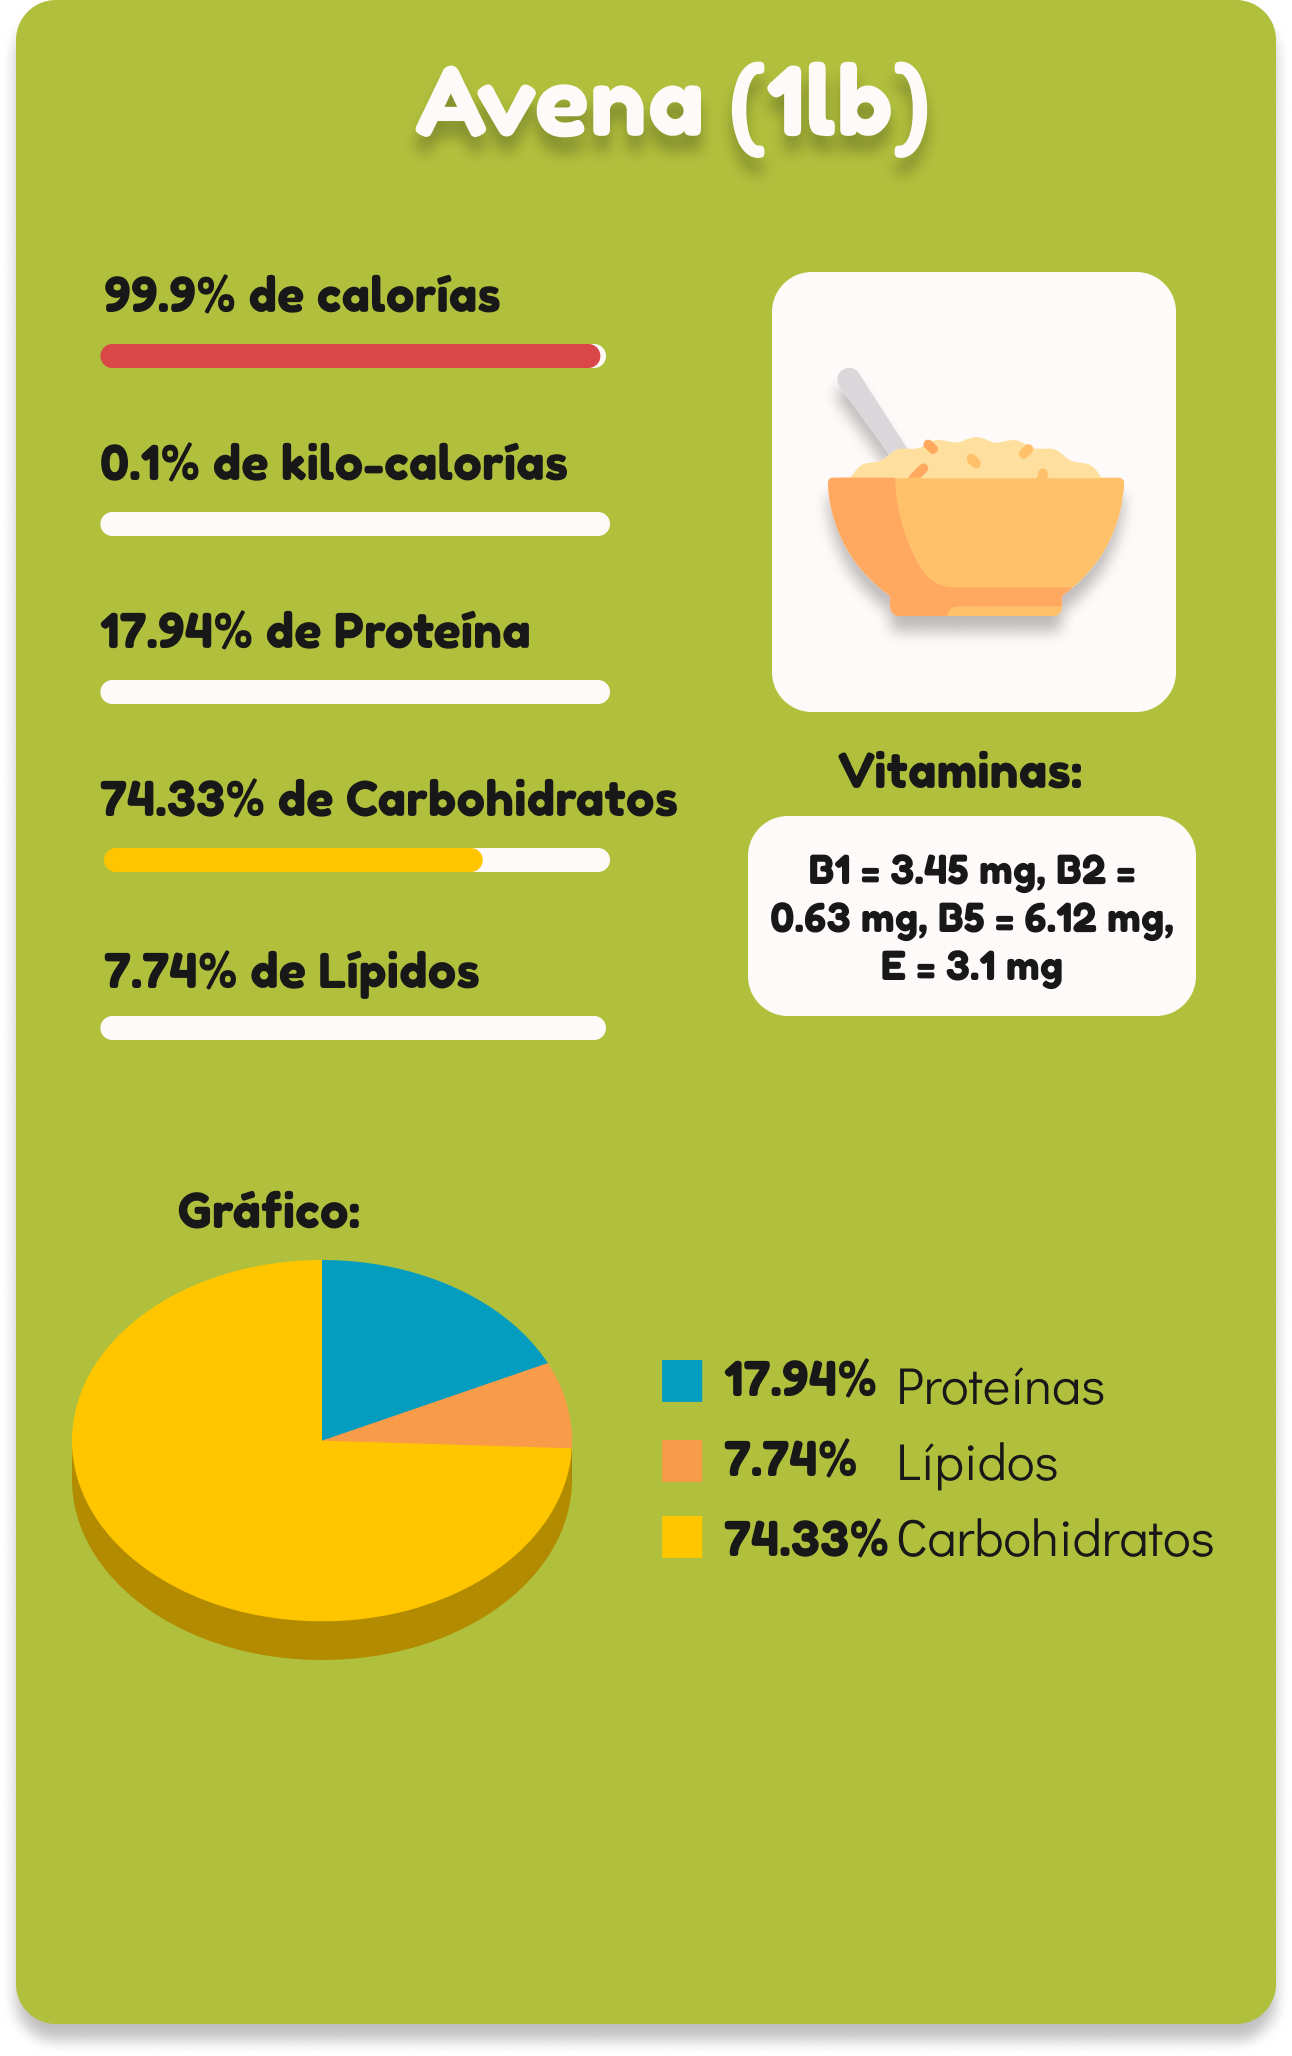 Avena (1lb)
99.9% de calorías
0.1% de kilo-calorías
17.94% de Proteína
74.33% de Carbohidratos
7.74% de Lípidos
Vitaminas:
B1 = 3.45 mg, B2 =
0.63 mg, B5 = 6.12 mg,
E = 3.1 mg
Gráfico:
17.94% Proteínas
7.74% Lípidos
74.33% Carbohidratos